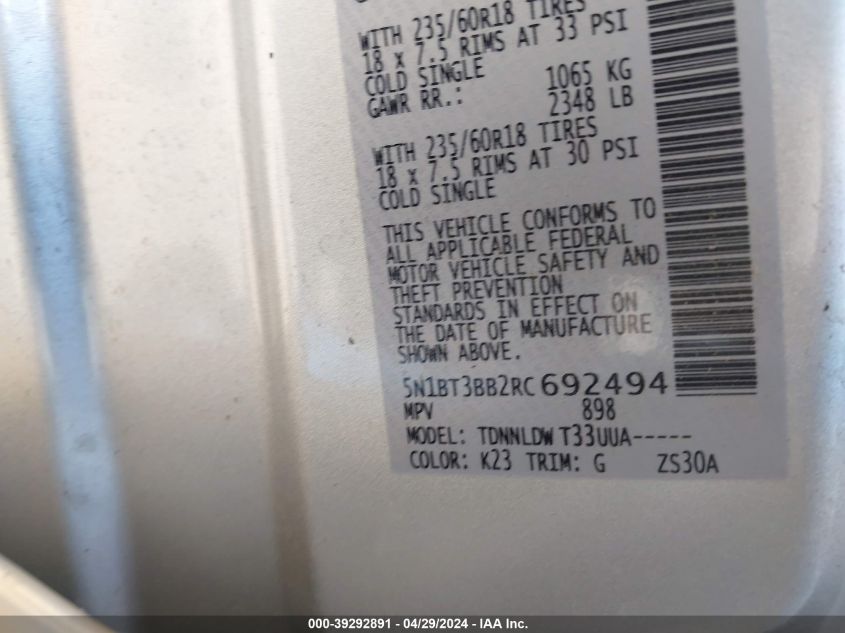 WITH 235/60R18 TIRES
18 x 7.5 RIMS AT 33 PSI
COLD SINGLE 1065 KG
GAWR RR.: 2348 LB
WITH 235/60R18 TIRES
18 x 7.5 RIMS AT 30 PSI
COLD SINGLE
THIS VEHICLE CONFORMS TO
ALL APPLICABLE FEDERAL
MOTOR VEHICLE SAFETY AND
THEFT PREVENTION
STANDARDS IN EFFECT ON
THE DATE OF MANUFACTURE
SHOWN ABOVE.
5N1BT3BB2RC692494
MPV 898
MODEL: TDNNLDW T33UUA-----
COLOR: K23 TRIM: G ZS30A
000-39292891 - 04/29/2024 - IAA Inc.